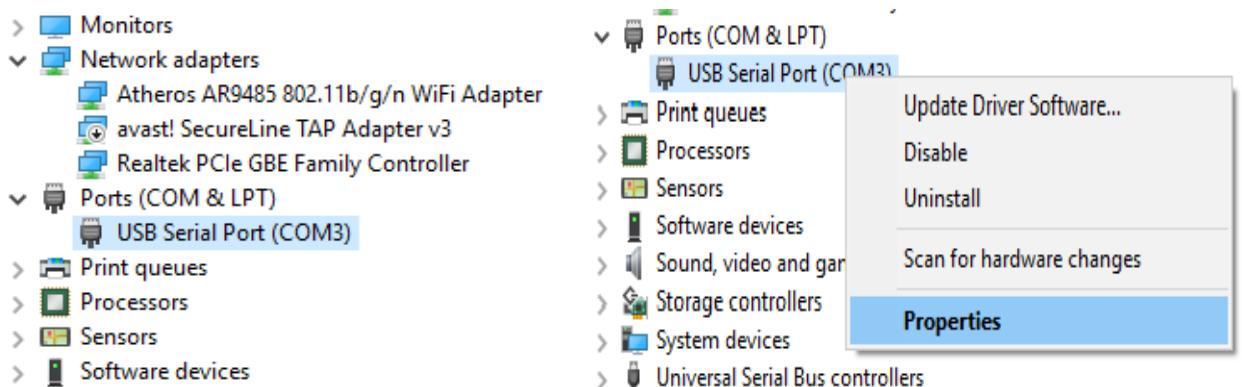 Monitors
Network adapters
Atheros AR9485 802.11b/g/n WiFi Adapter
avast! SecureLine TAP Adapter v3
Realtek PCIe GBE Family Controller
Ports (COM & LPT)
USB Serial Port (COM3)
Print queues
Processors
Sensors
Software devices
Ports (COM & LPT)
USB Serial Port (COM3)
Print queues
Processors
Sensors
Software devices
Sound, video and gan
Storage controllers
System devices
Universal Serial Bus controllers
Update Driver Software...
Disable
Uninstall
Scan for hardware changes
Properties